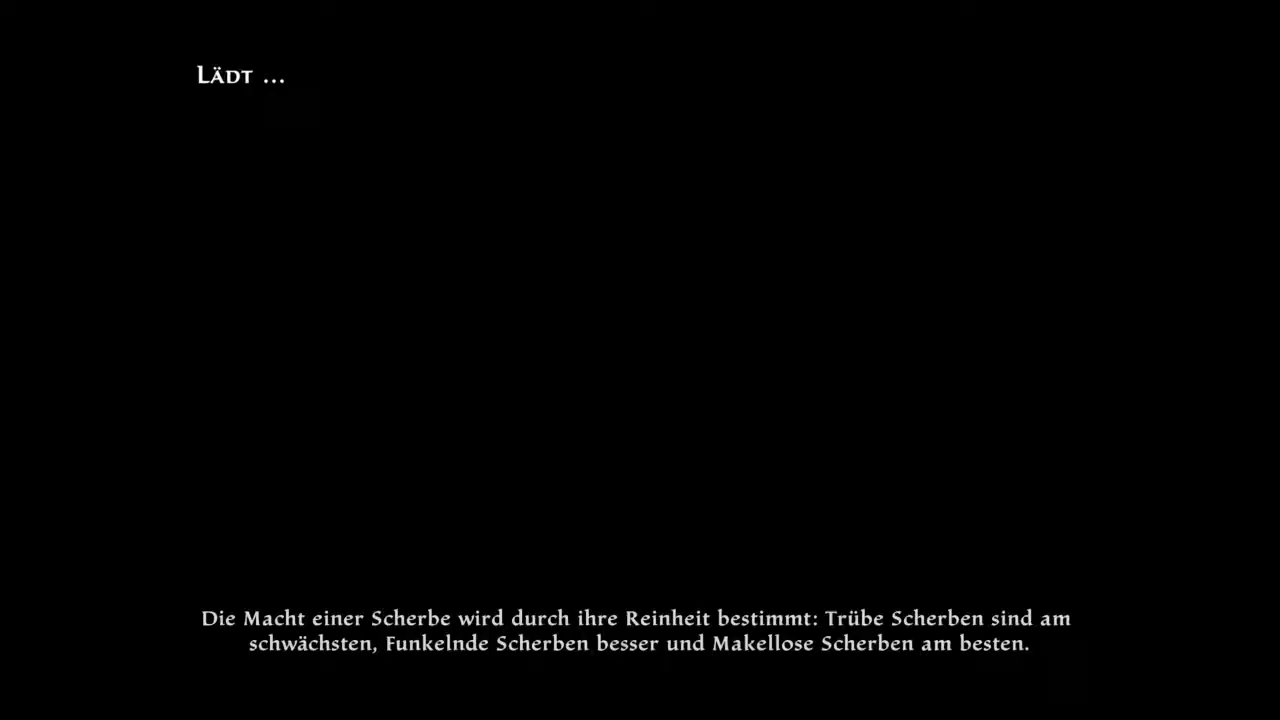 Lädt ...
Die Macht einer Scherbe wird durch ihre Reinheit bestimmt: Trübe Scherben sind am
schwächsten, Funkelnde Scherben besser und Makellose Scherben am besten.